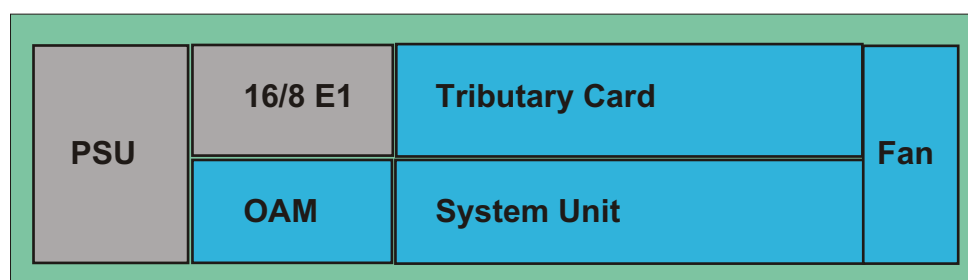 PSU
16/8 E1
Tributary Card
OAM
System Unit
Fan